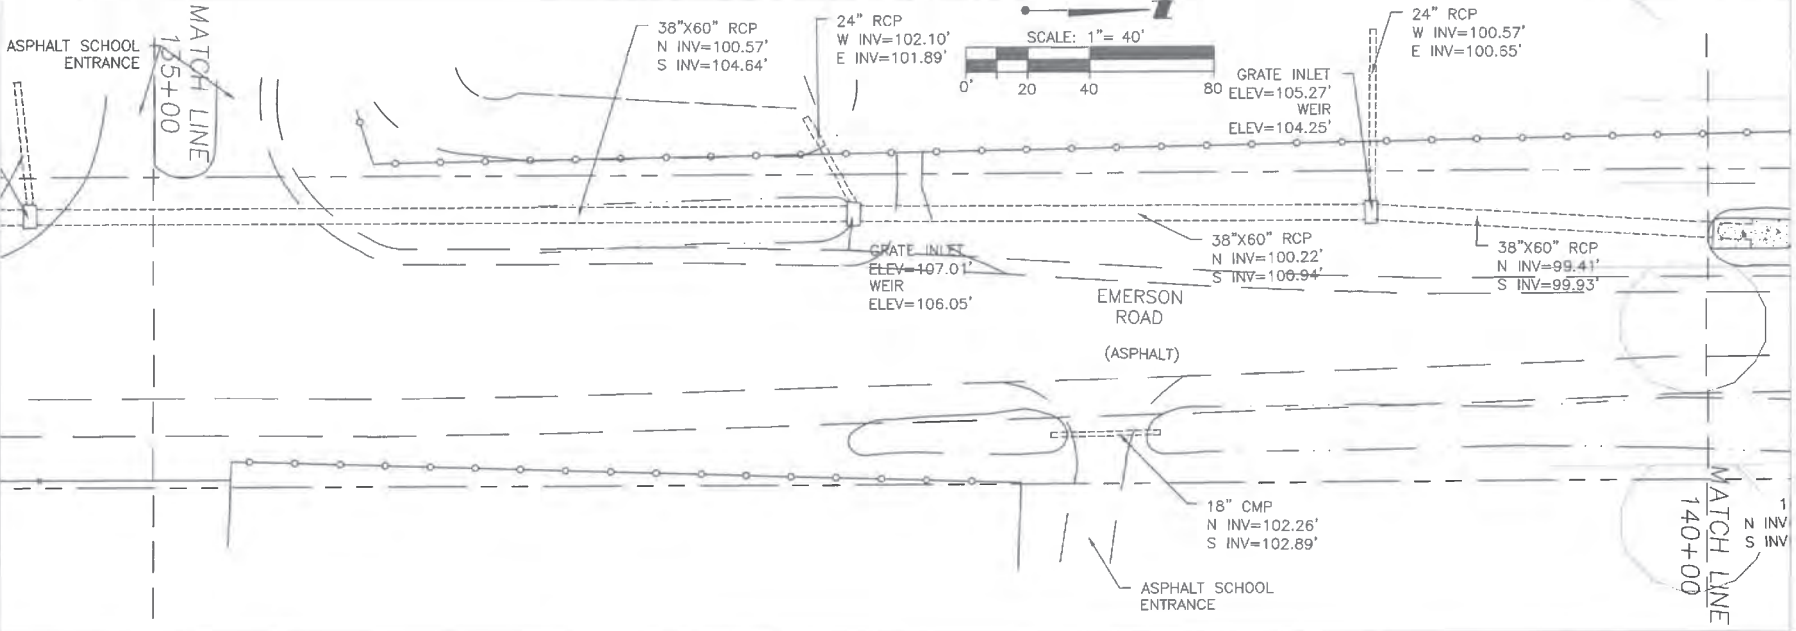 ASPHALT SCHOOL
ENTRANCE
MATCH LINE
135+00
38"X60" RCP
N INV=100.57'
S INV=104.64'
24" RCP
W INV=102.10'
E INV=101.89'
SCALE: 1"= 40'
0'
20
40
80
GRATE INLET
ELEV=105.27'
WEIR
ELEV=104.25'
24" RCP
W INV=100.57'
E INV=100.55'
GRATE INLET
ELEV=107.01'
WEIR
ELEV=106.05'
38"X60" RCP
N INV=100.22'
S INV=100.94'
38"X60" RCP
N INV=99.41'
S INV=99.93'
EMERSON
ROAD
(ASPHALT)
18" CMP
N INV=102.26'
S INV=102.89'
ASPHALT SCHOOL
ENTRANCE
MATCH LINE
140+00
1
N INV
S INV